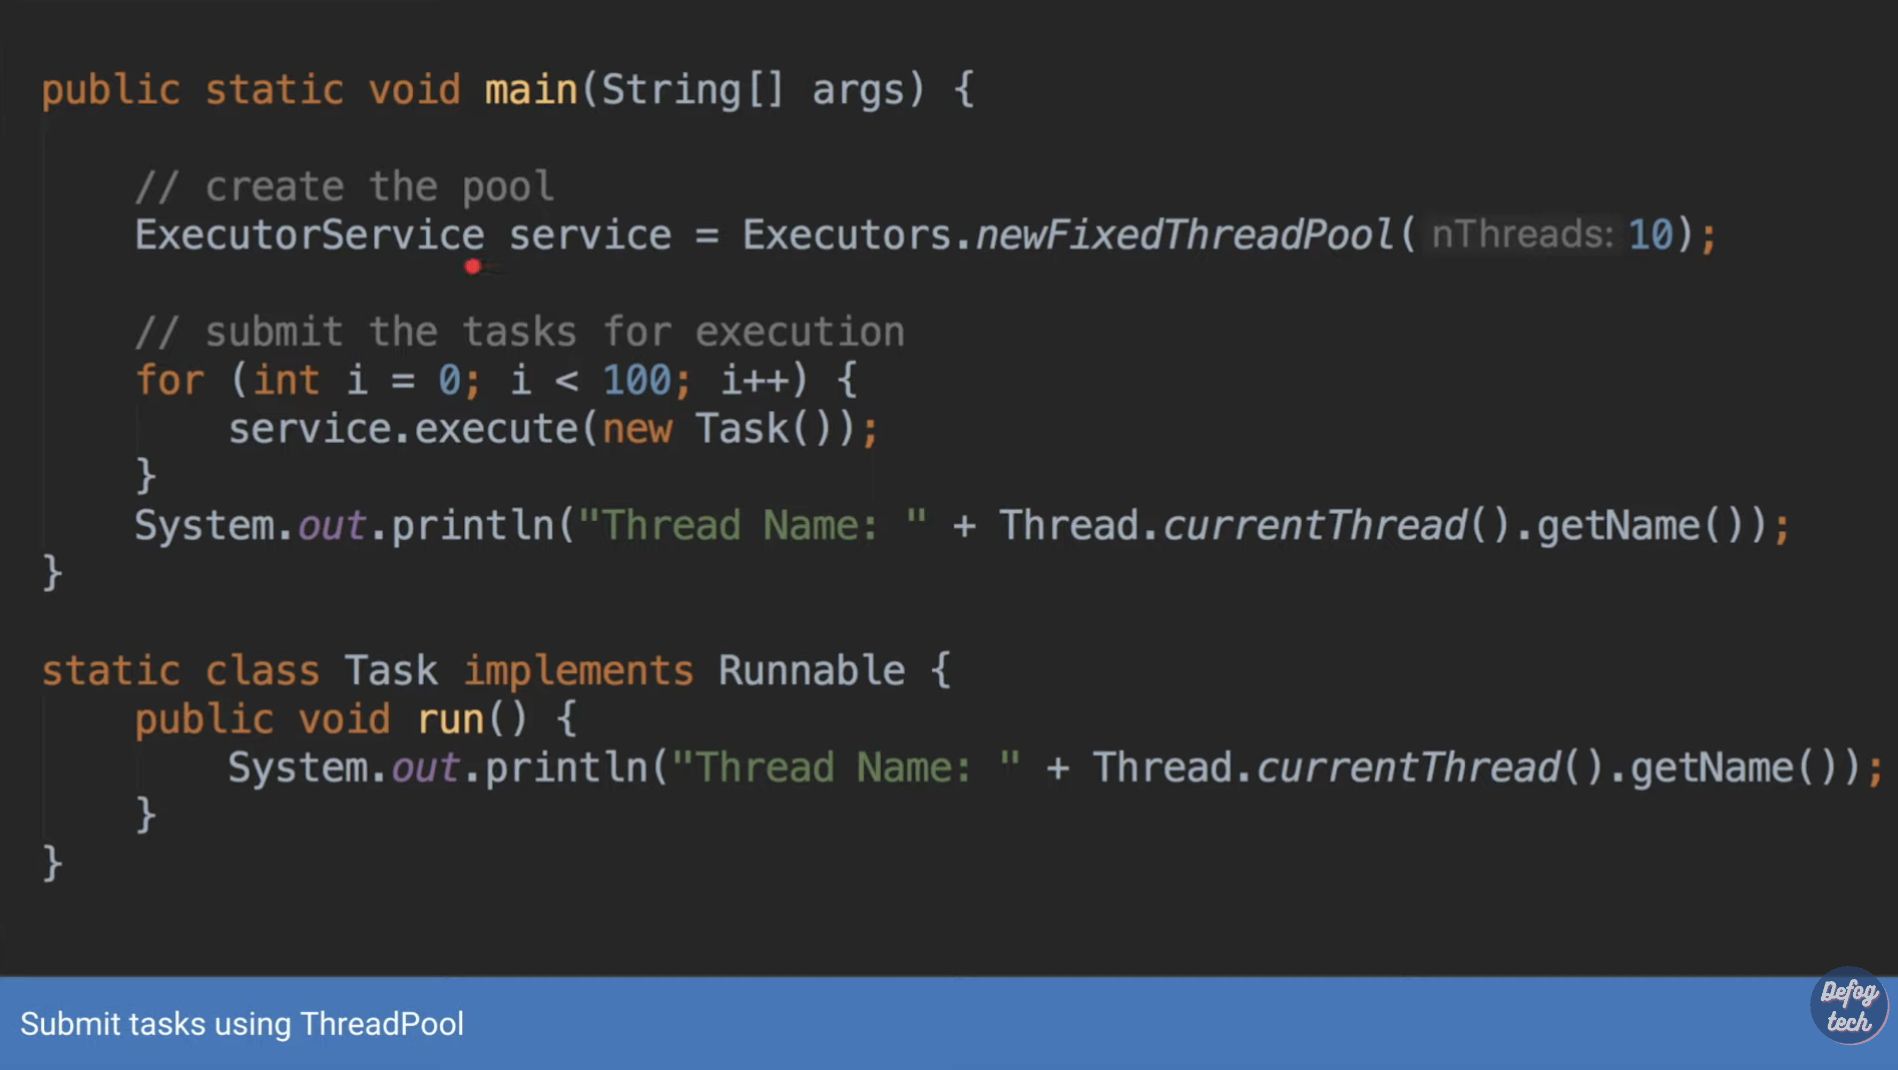 public static void main(String[] args) {
// create the pool
ExecutorService service = Executors.newFixedThreadPool( nThreads: 10);
// submit the tasks for execution
for (int i = 0; i < 100; i++) {
service.execute(new Task());
}
System.out.println("Thread Name: " + Thread.currentThread().getName());
}
static class Task implements Runnable {
public void run() {
System.out.println("Thread Name: " + Thread.currentThread().getName());
}
}
Submit tasks using ThreadPool
Defog
tech